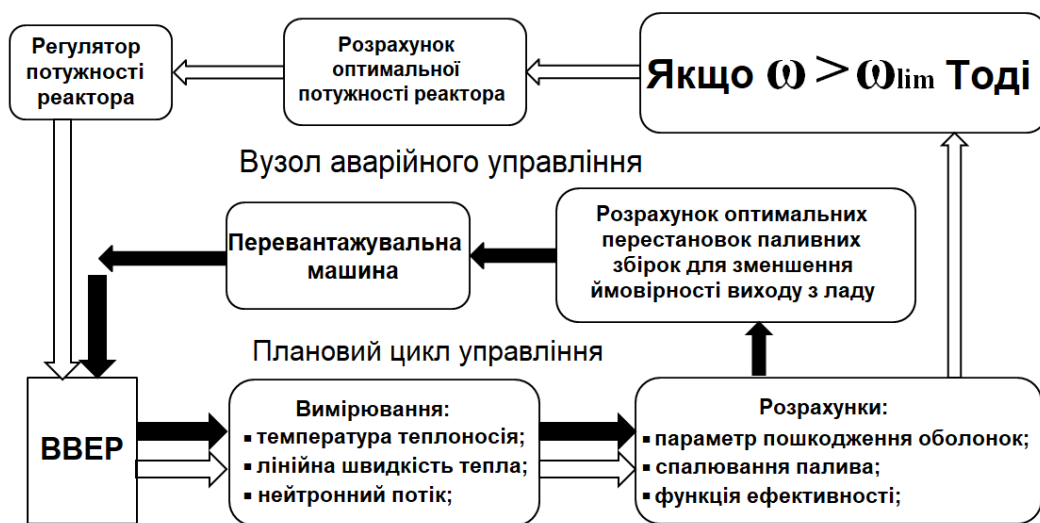 Регулятор
потужності
реактора
Розрахунок
оптимальної
потужності реактора
Якщо ω > ωlim Тоді
Вузол аварійного управління
Перевантажувальна
машина
Розрахунок оптимальних
перестановок паливних
збірок для зменшення
ймовірності виходу з ладу
Плановий цикл управління
ВВЕР
Вимірювання:
▪ температура теплоносія;
▪ лінійна швидкість тепла;
▪ нейтронний потік;
Розрахунки:
▪ параметр пошкодження оболонок;
▪ спалювання палива;
▪ функція ефективності;